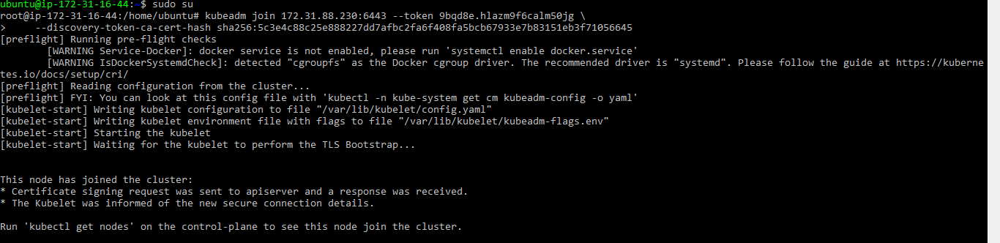 ubuntu@ip-172-31-16-44:~$ sudo su
root@ip-172-31-16-44:/home/ubuntu# kubeadm join 172.31.88.230:6443 --token 9bqd8e.hlazm9f6calm50jg \
>     --discovery-token-ca-cert-hash sha256:5c3e4c88c25e888227dd7afbc2fa6f408fa5bcb67933e7b83151eb3f71056645
[preflight] Running pre-flight checks
        [WARNING Service-Docker]: docker service is not enabled, please run 'systemctl enable docker.service'
        [WARNING IsDockerSystemdCheck]: detected "cgroupfs" as the Docker cgroup driver. The recommended driver is "systemd". Please follow the guide at https://kuberne
tes.io/docs/setup/cri/
[preflight] Reading configuration from the cluster...
[preflight] FYI: You can look at this config file with 'kubectl -n kube-system get cm kubeadm-config -o yaml'
[kubelet-start] Writing kubelet configuration to file "/var/lib/kubelet/config.yaml"
[kubelet-start] Writing kubelet environment file with flags to file "/var/lib/kubelet/kubeadm-flags.env"
[kubelet-start] Starting the kubelet
[kubelet-start] Waiting for the kubelet to perform the TLS Bootstrap...
This node has joined the cluster:
* Certificate signing request was sent to apiserver and a response was received.
* The Kubelet was informed of the new secure connection details.
Run 'kubectl get nodes' on the control-plane to see this node join the cluster.